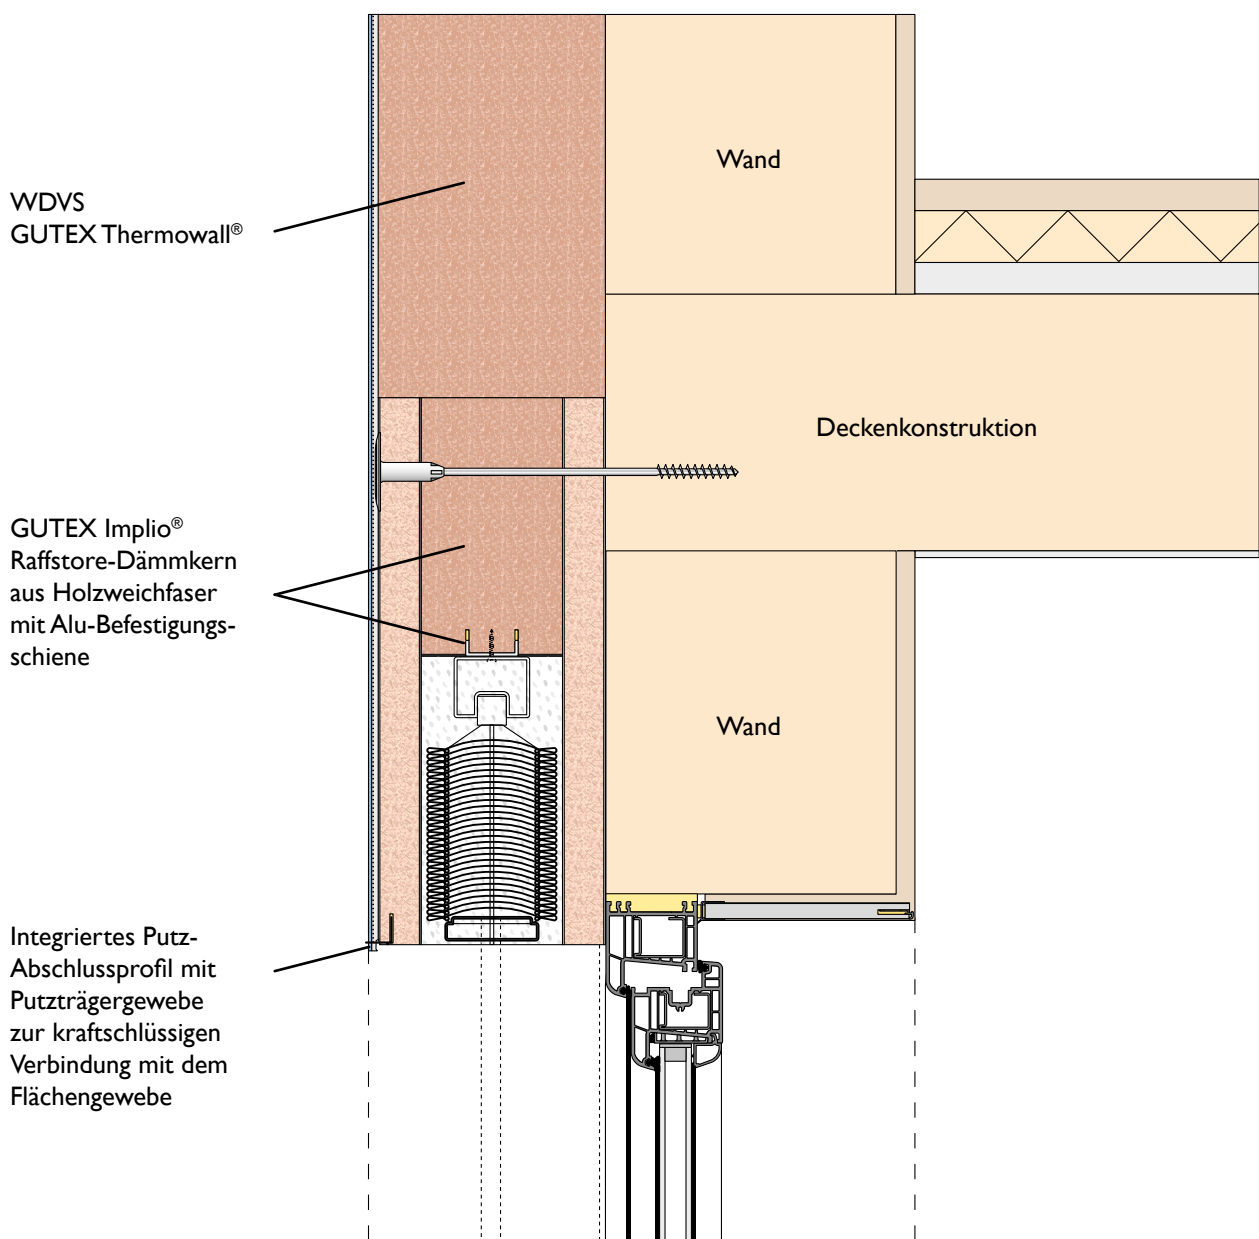 Wand
WDVS
GUTEX Thermowall®
Deckenkonstruktion
GUTEX Implio®
Raffstore-Dämmkern
aus Holzweichfaser
mit Alu-Befestigungs-
schiene
Wand
Integriertes Putz-
Abschlussprofil mit
Putzträgergewebe
zur kraftschlüssigen
Verbindung mit dem
Flächengewebe